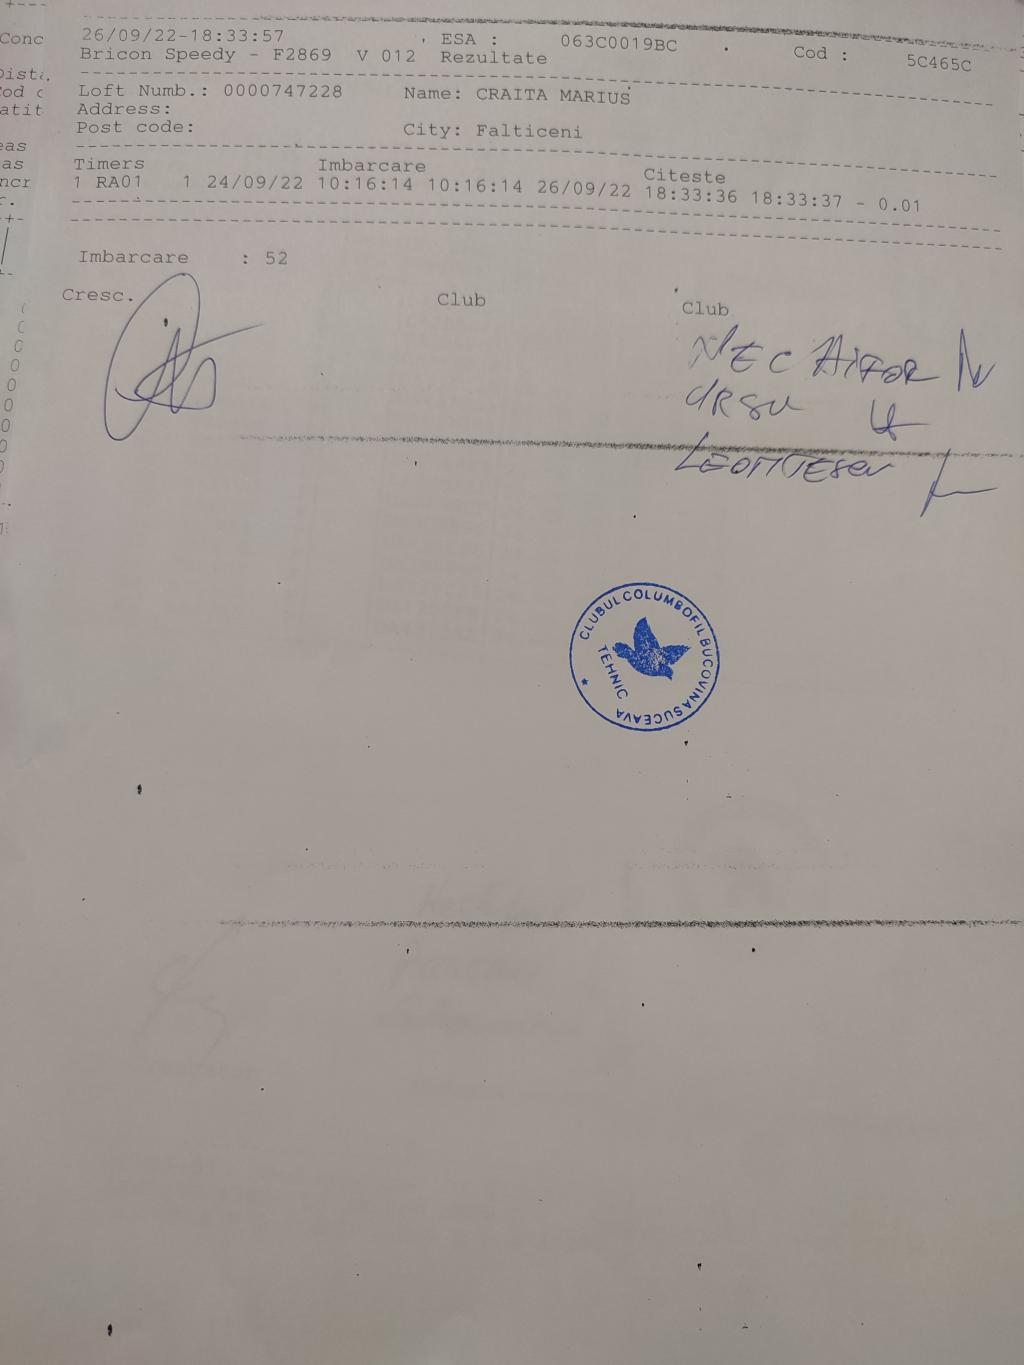 26/09/22-18:33:57 ESA : 063C0019BC Cod : 5C465C
Bricon Speedy - F2869 V 012 Rezultate
Loft Numb.: 0000747228 Name: CRAITA MARIUS
Address:
Post code: City: Falticeni
Timers Imbarcare Citeste
1 RA01 1 24/09/22 10:16:14 10:16:14 26/09/22 18:33:36 18:33:37 - 0.01
Imbarcare : 52
Cresc. Club Club
NECHIFOR
URSU
LEONTESCU
CLUBUL COLUMBOFIL BUCOVINA SUCEAVA
TEHNIC
Conc